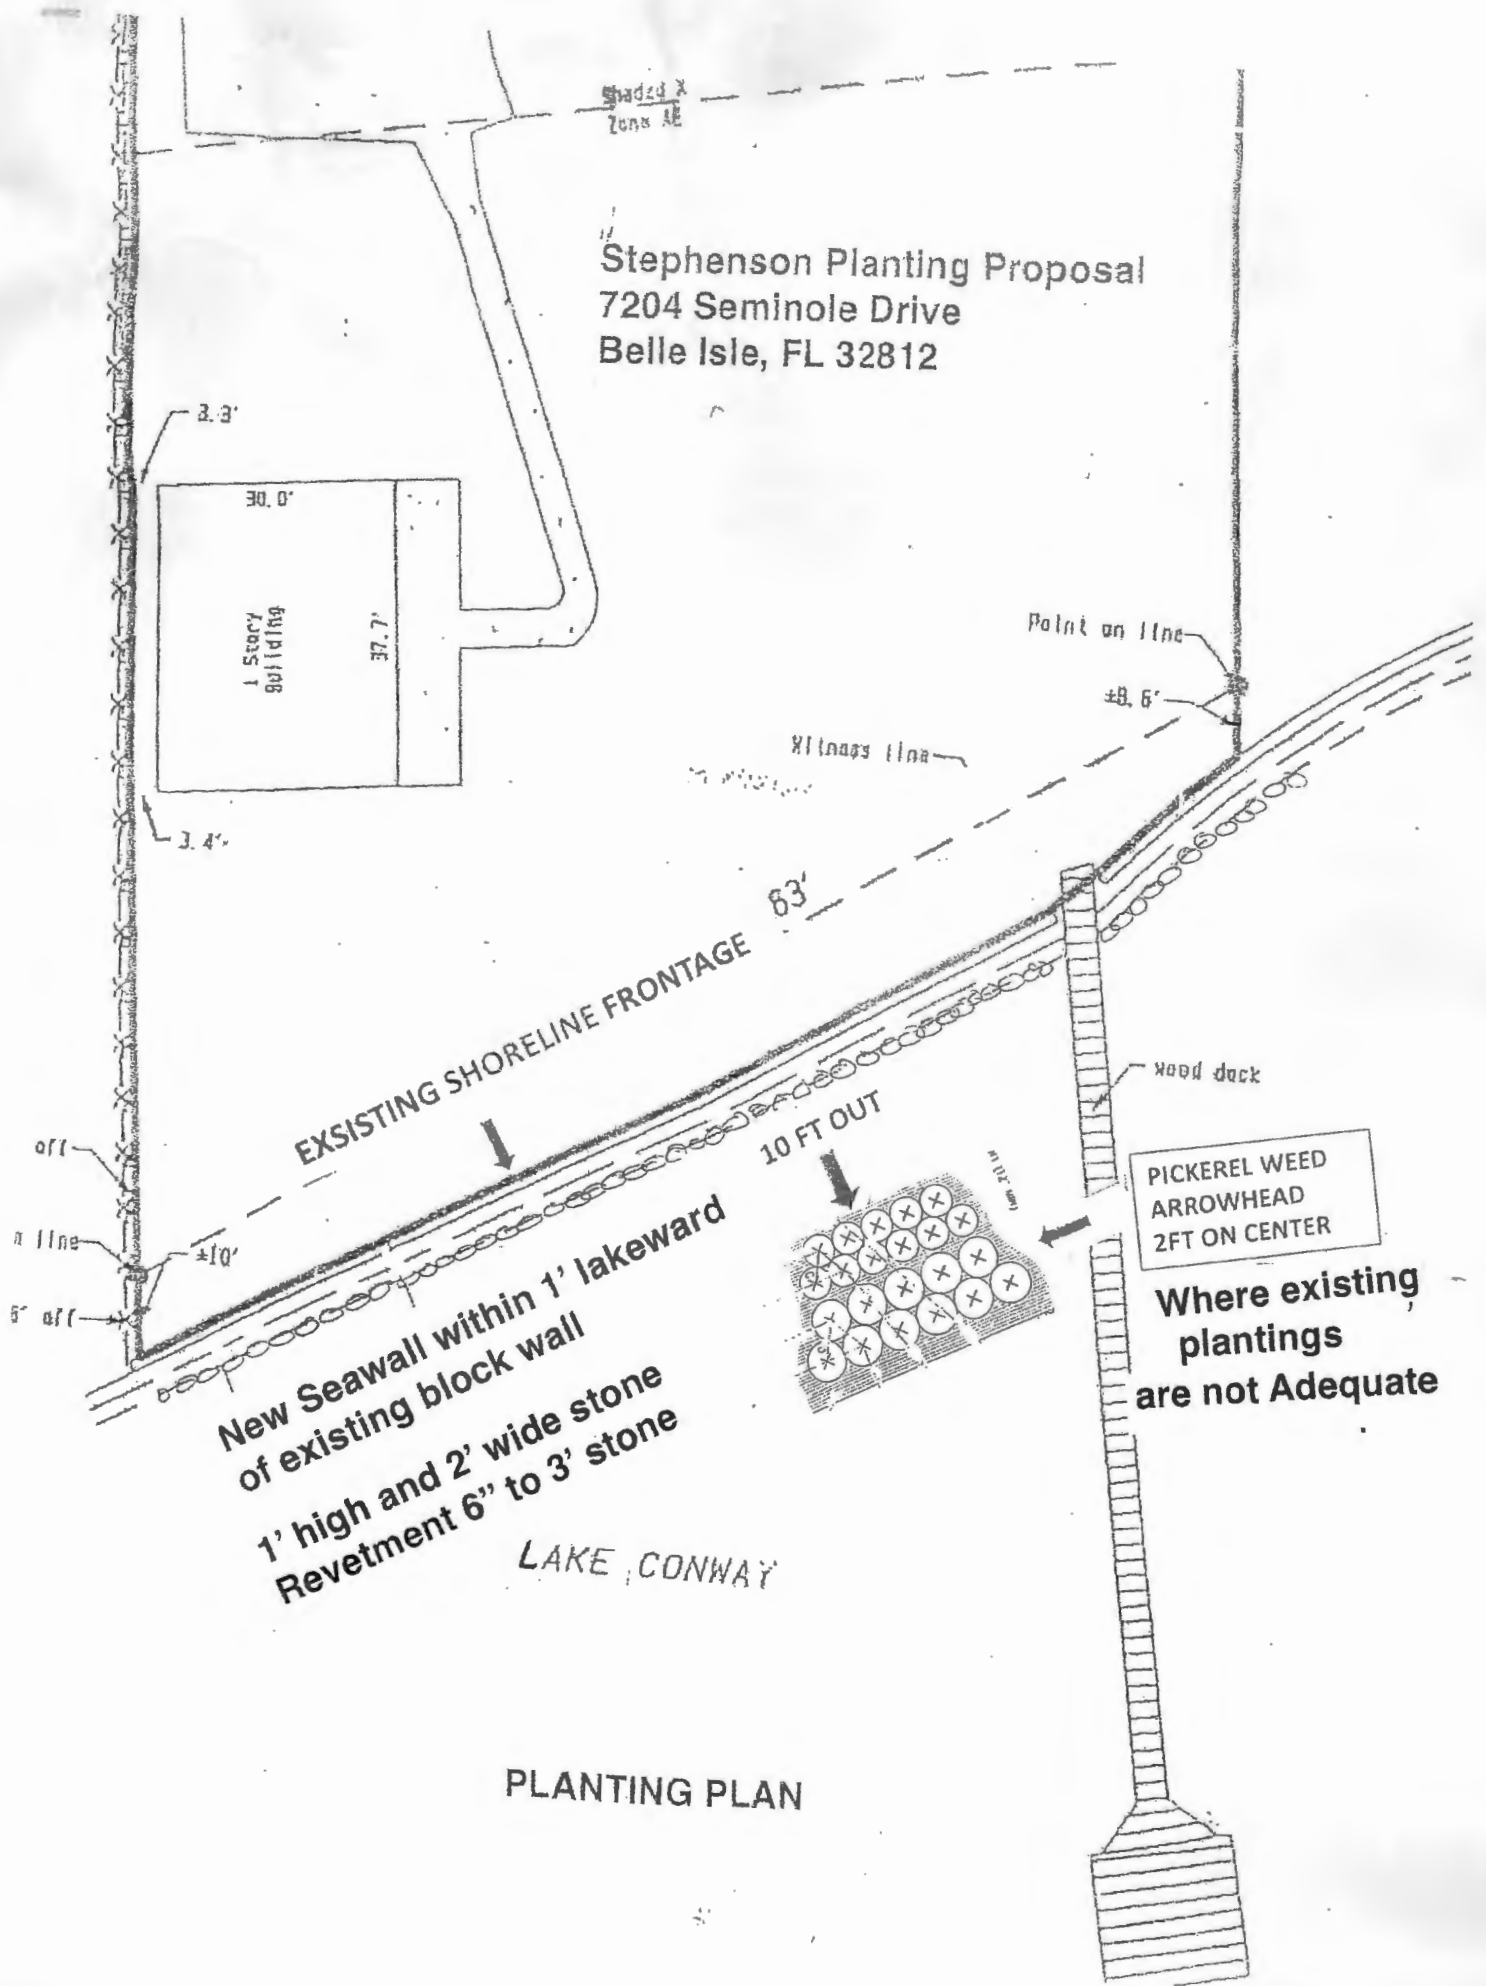 Shaded X
Zone AE
Stephenson Planting Proposal
7204 Seminole Drive
Belle Isle, FL 32812
30.0'
1 Story
Building
37.7'
Point on line
±8.6'
Witness line
3.4'
63'
EXSISTING SHORELINE FRONTAGE
wood dock
10 FT OUT
PICKEREL WEED
ARROWHEAD
2FT ON CENTER
off
line
±10'
off
Where existing
plantings
are not Adequate
New Seawall within 1' lakeward
of existing block wall
1' high and 2' wide stone
Revetment 6" to 3' stone
LAKE CONWAY
PLANTING PLAN